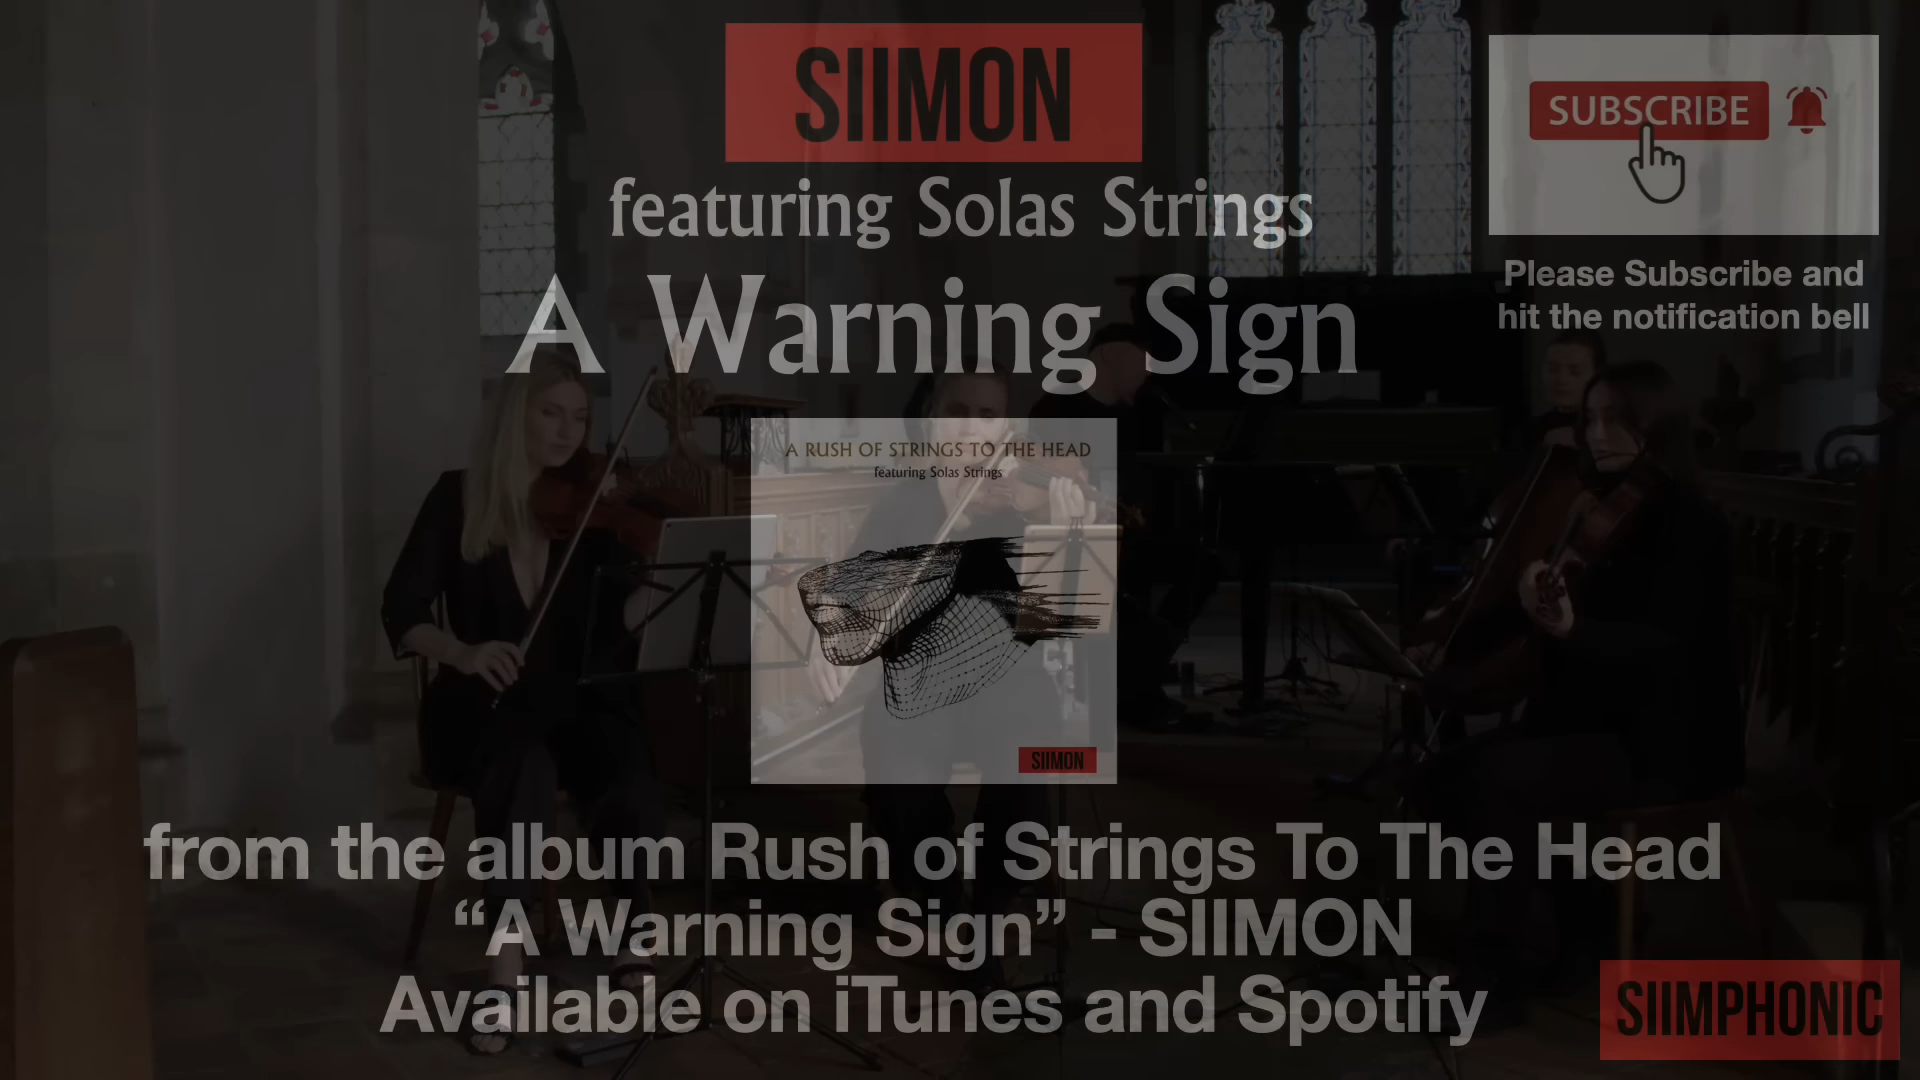 SIIMON
featuring Solas Strings
A Warning Sign
SUBSCRIBE
Please Subscribe and
hit the notification bell
A RUSH OF STRINGS TO THE HEAD
featuring Solas Strings
SIIMON
from the album Rush of Strings To The Head
“A Warning Sign” - SIIMON
Available on iTunes and Spotify
SIIMPHONIC